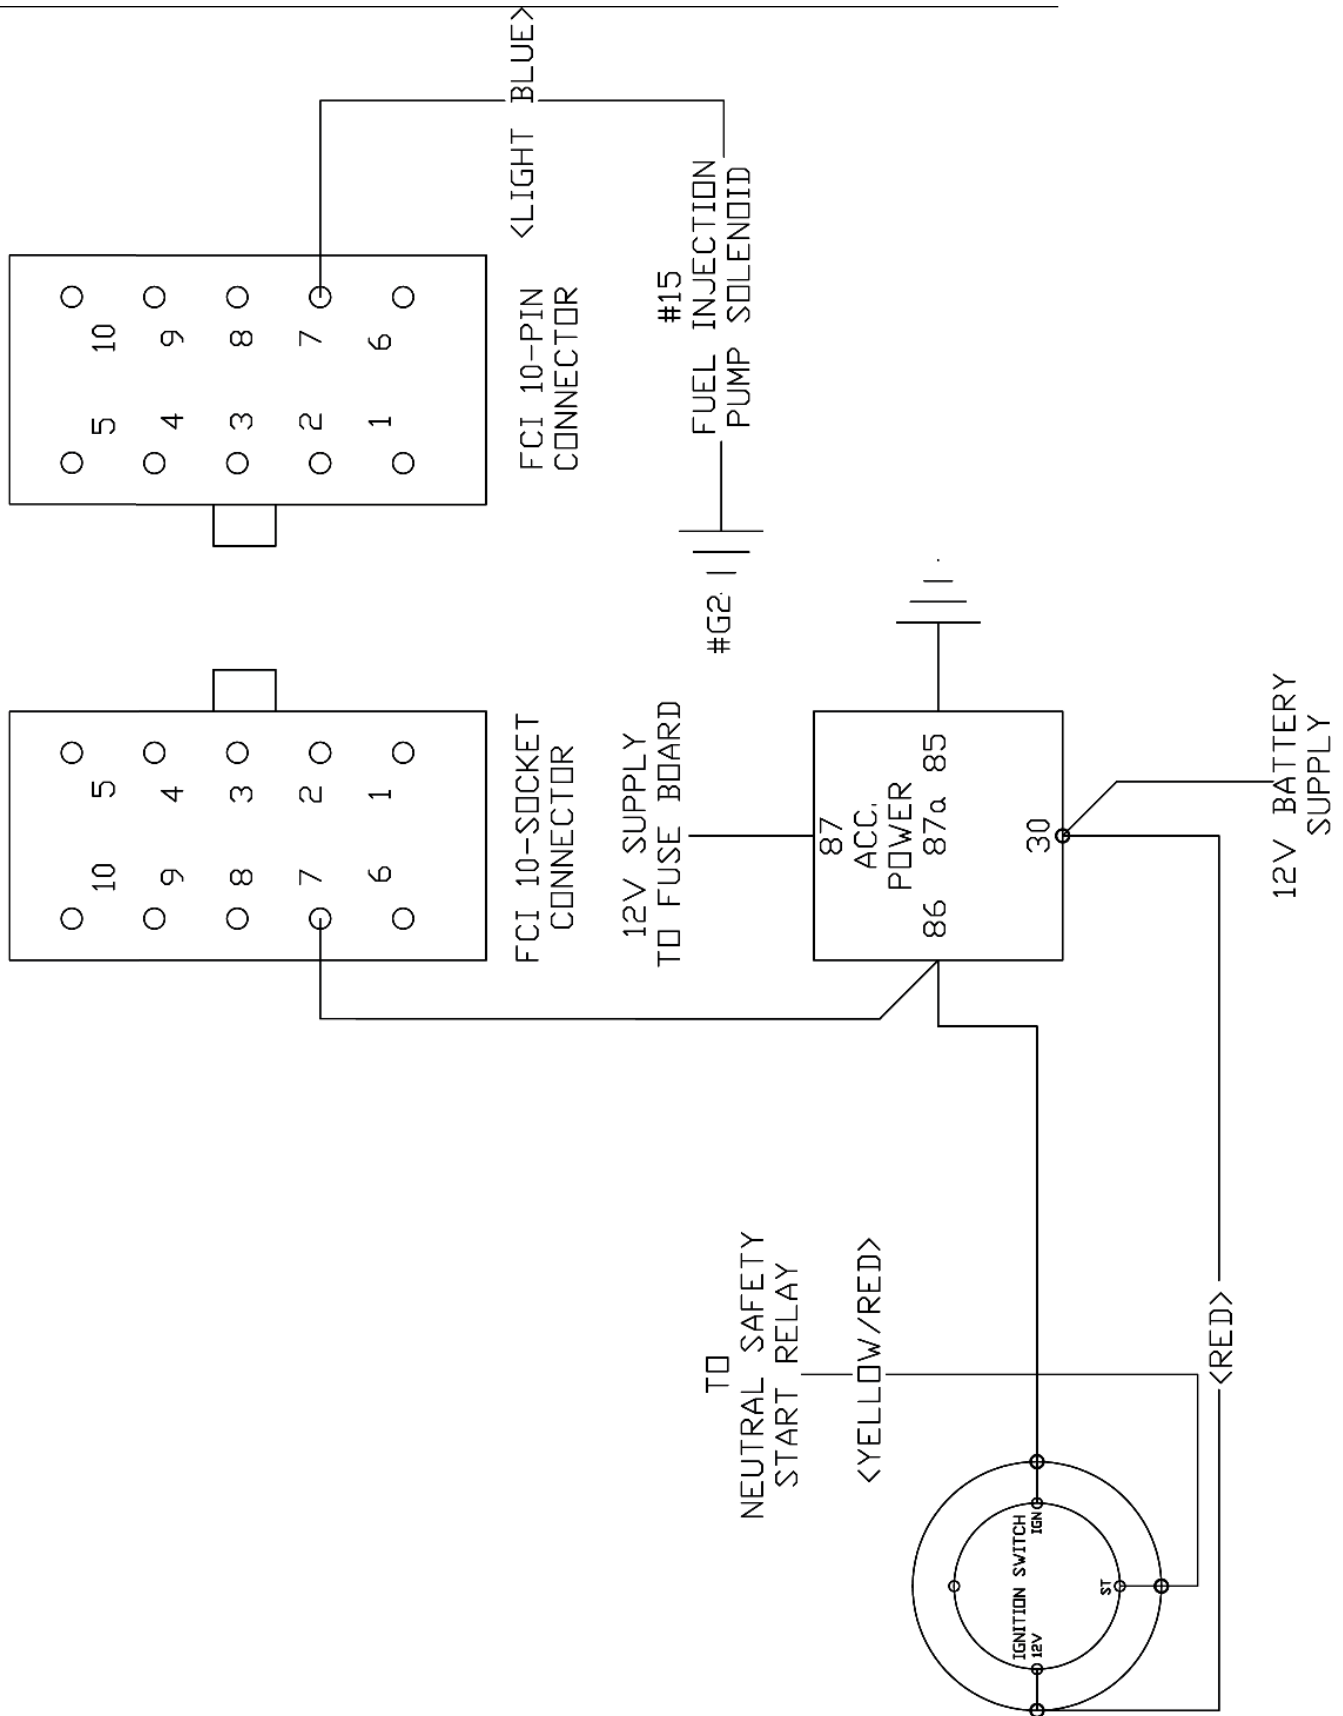 10 5
9 4
8 3
7 2
6 1
FCI 10-SOCKET
CONNECTOR
5 10
4 9
3 8
2 7
1 6
FCI 10-PIN
CONNECTOR
<LIGHT BLUE>
12V SUPPLY
TO FUSE BOARD
#15
FUEL INJECTION
PUMP SOLENOID
#G2
TO
NEUTRAL SAFETY
START RELAY
<YELLOW/RED>
87
ACC.
POWER
86 87a 85
30
IGNITION SWITCH
12V IGN
ST
<RED>
12V BATTERY
SUPPLY